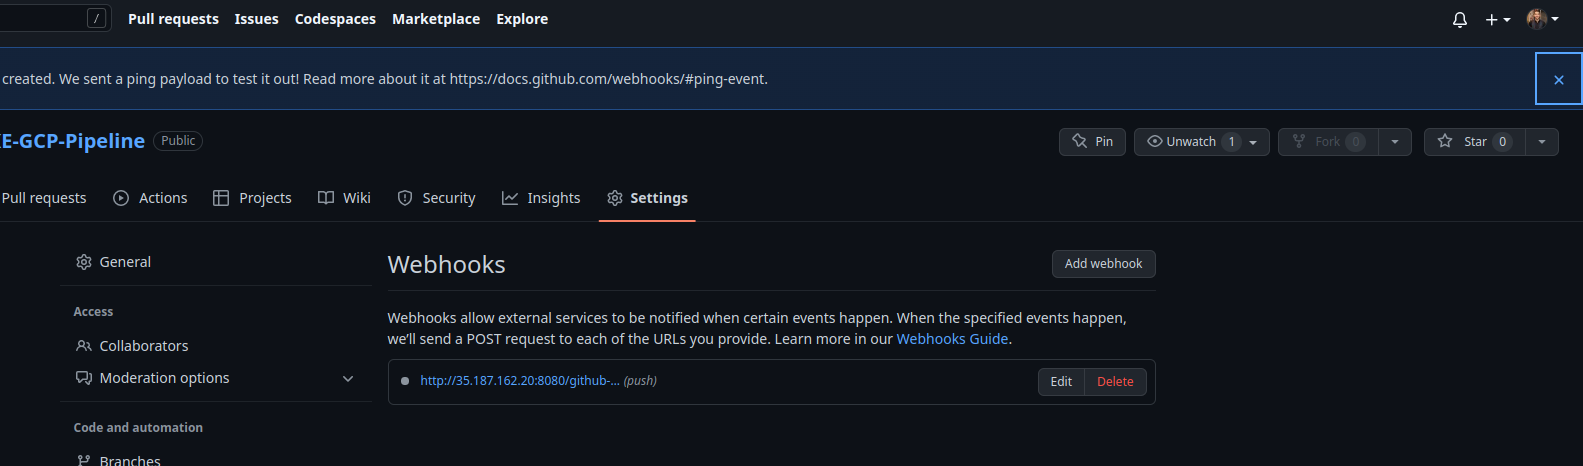 / Pull requests Issues Codespaces Marketplace Explore
created. We sent a ping payload to test it out! Read more about it at https://docs.github.com/webhooks/#ping-event.
E-GCP-Pipeline Public Pin Unwatch 1 Fork 0 Star 0
Pull requests Actions Projects Wiki Security Insights Settings
General
Access
Collaborators
Moderation options
Code and automation
Branches
Webhooks Add webhook
Webhooks allow external services to be notified when certain events happen. When the specified events happen,
we’ll send a POST request to each of the URLs you provide. Learn more in our Webhooks Guide.
http://35.187.162.20:8080/github-... (push) Edit Delete